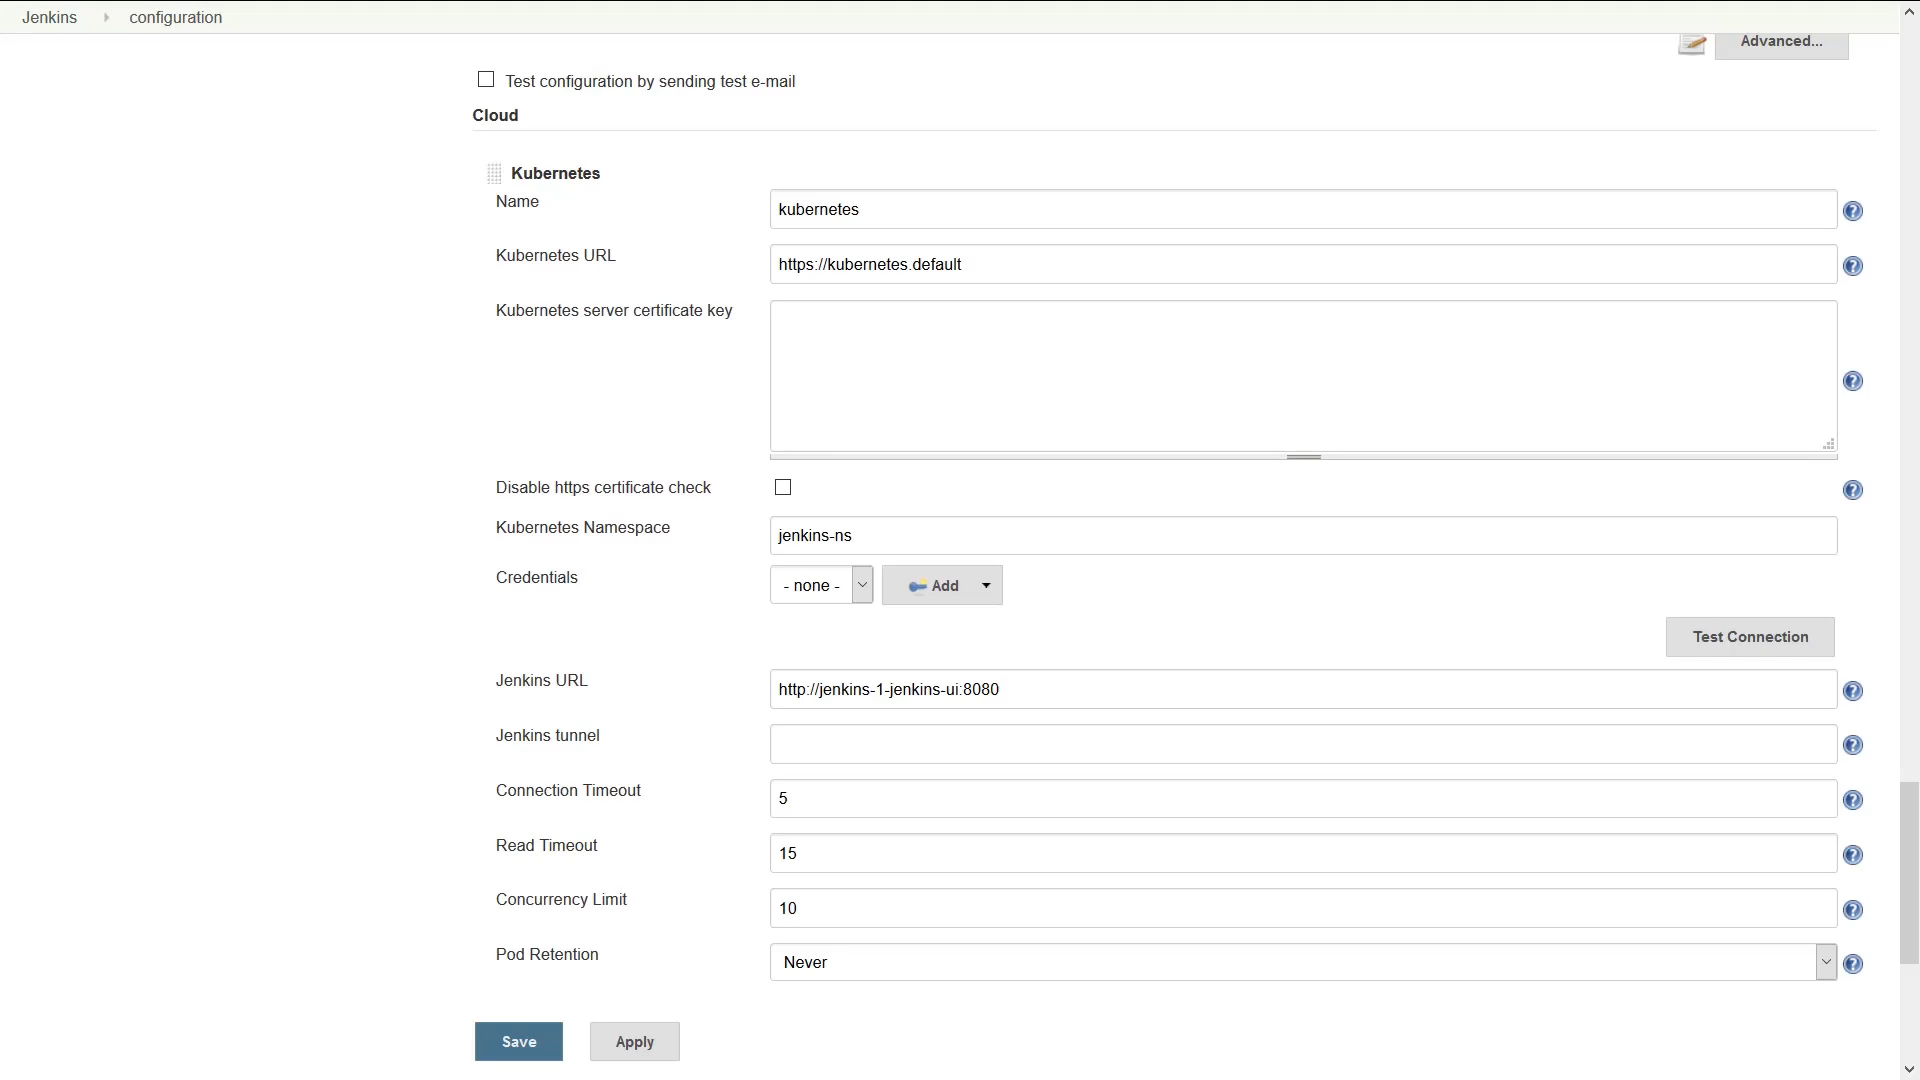 Jenkins configuration
Advanced...
Test configuration by sending test e-mail
Cloud
Kubernetes
Name kubernetes
Kubernetes URL https://kubernetes.default
Kubernetes server certificate key
Disable https certificate check
Kubernetes Namespace jenkins-ns
Credentials - none - Add
Test Connection
Jenkins URL http://jenkins-1-jenkins-ui:8080
Jenkins tunnel
Connection Timeout 5
Read Timeout 15
Concurrency Limit 10
Pod Retention Never
Save Apply